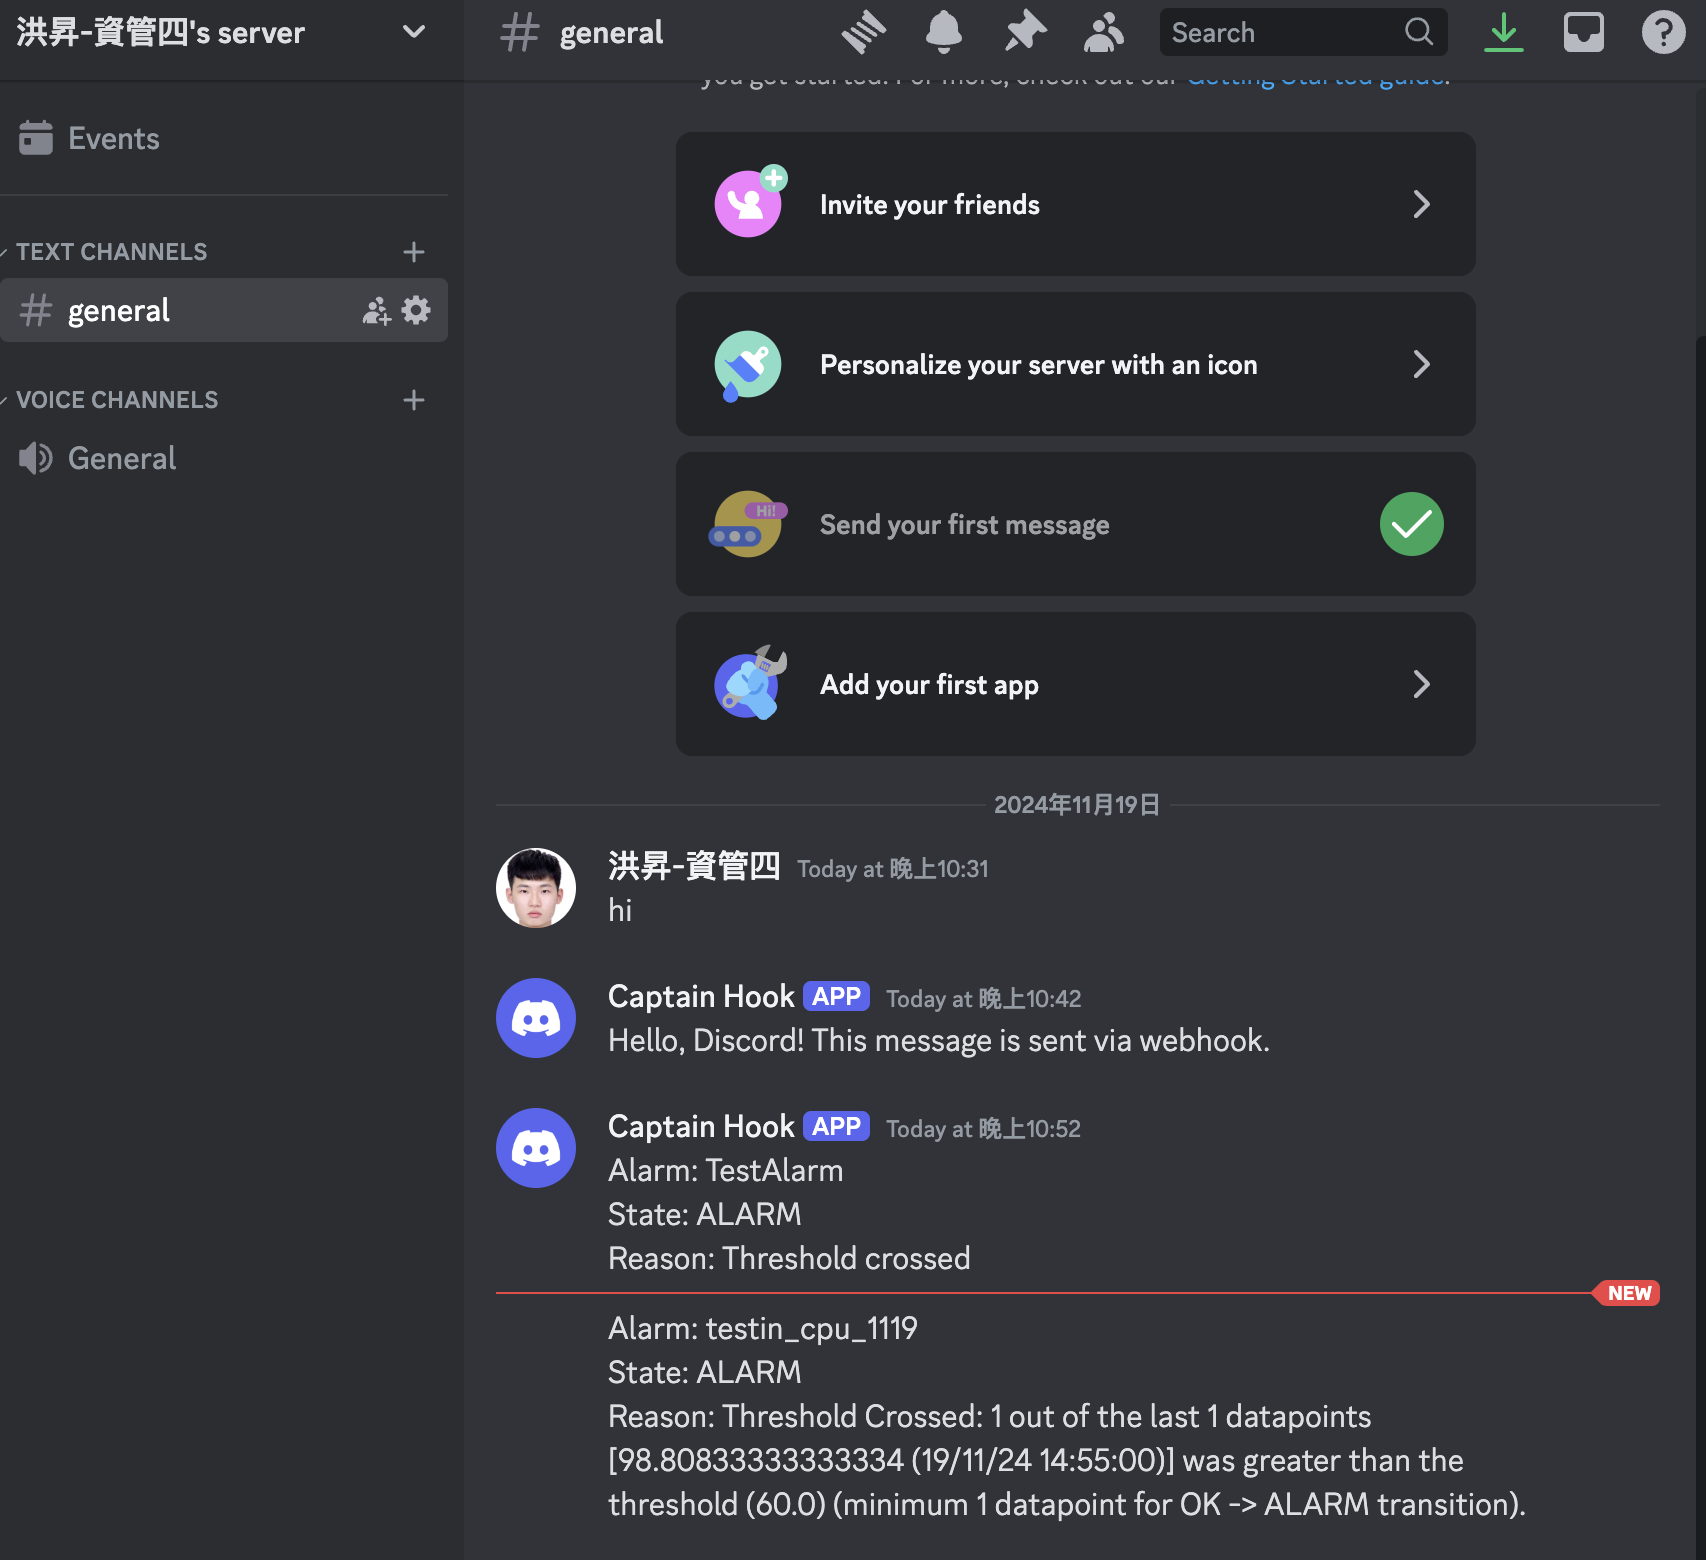 洪昇-資管四's server
general
Search
Events
TEXT CHANNELS
general
VOICE CHANNELS
General
you get started. For more, check out our Getting Started guide.
Invite your friends
Personalize your server with an icon
Hi!
Send your first message
Add your first app
2024年11月19日
洪昇-資管四 Today at 晚上10:31
hi
Captain Hook APP Today at 晚上10:42
Hello, Discord! This message is sent via webhook.
Captain Hook APP Today at 晚上10:52
Alarm: TestAlarm
State: ALARM
Reason: Threshold crossed
NEW
Alarm: testin_cpu_1119
State: ALARM
Reason: Threshold Crossed: 1 out of the last 1 datapoints
[98.80833333333334 (19/11/24 14:55:00)] was greater than the
threshold (60.0) (minimum 1 datapoint for OK -> ALARM transition).